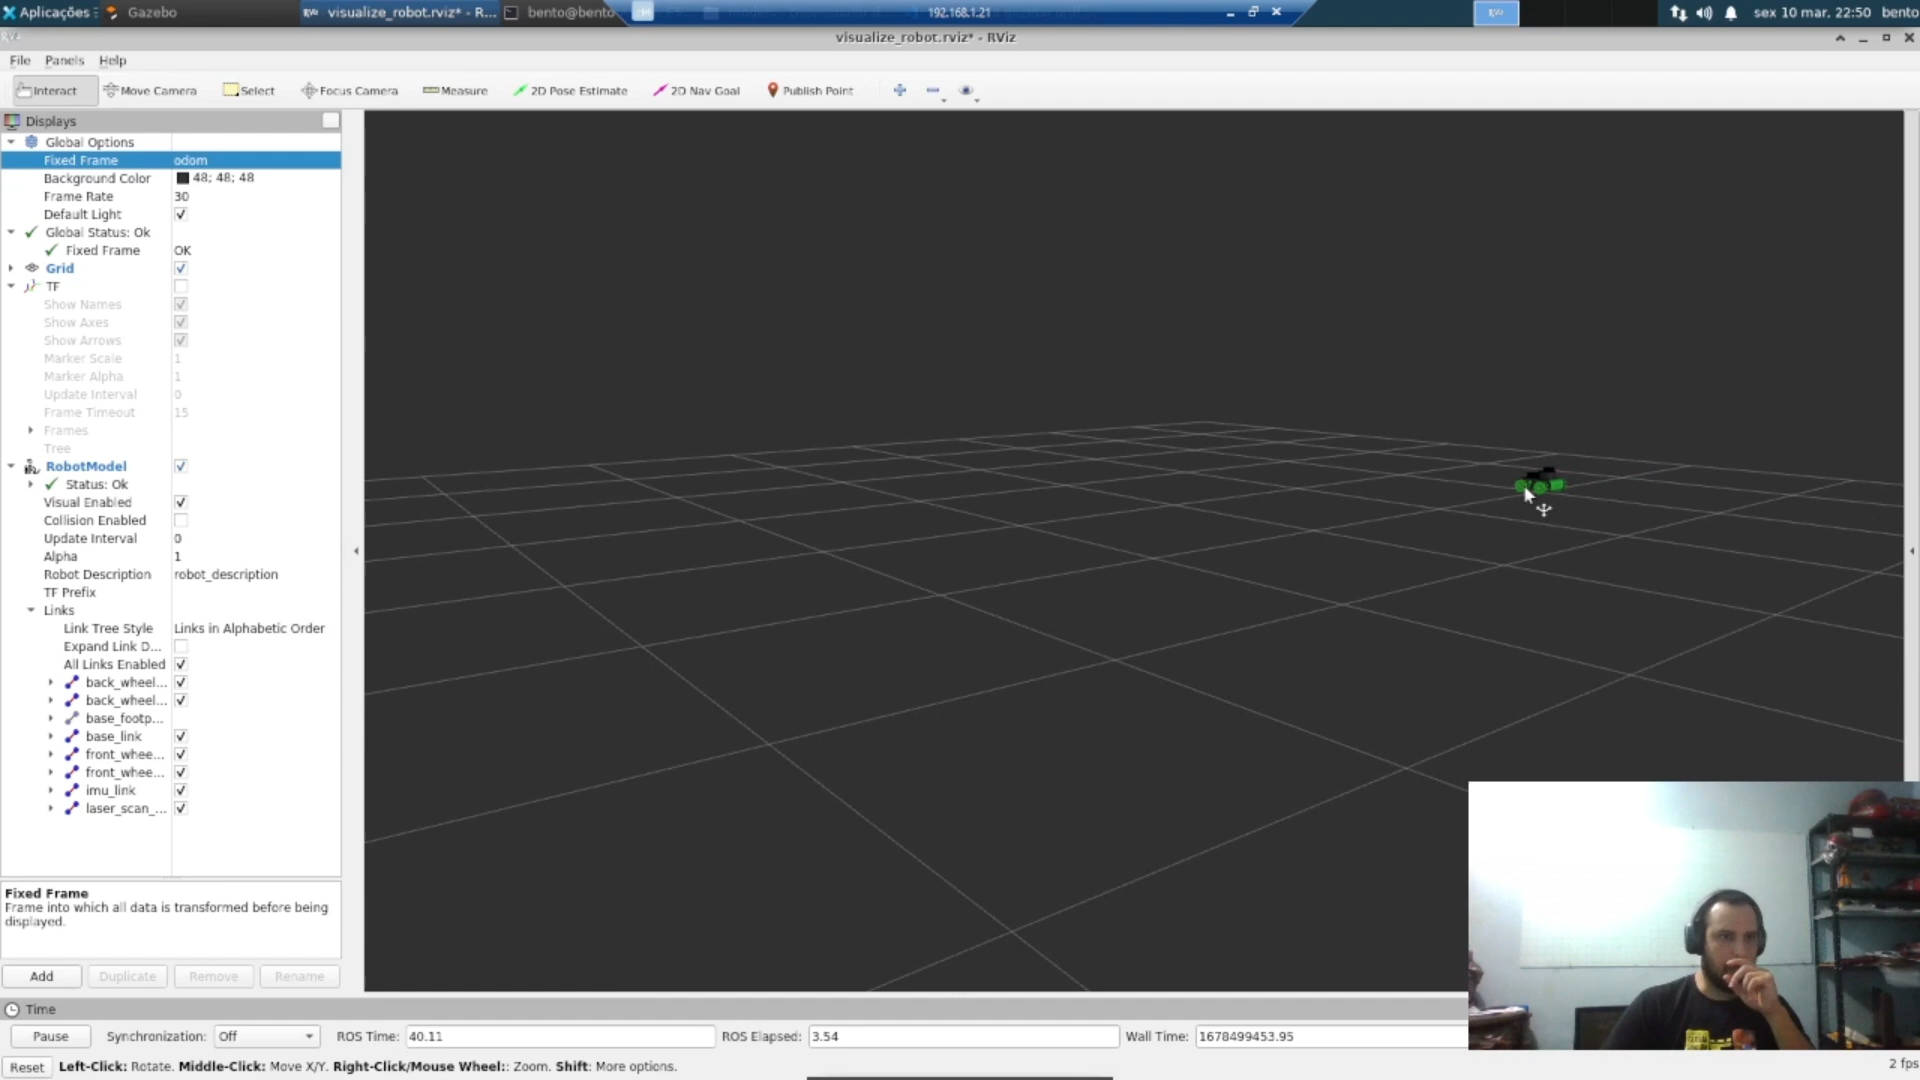 Aplicações
Gazebo
visualize_robot.rviz* - R...
bento@bento
192.168.1.21
sex 10 mar, 22:50
bento
visualize_robot.rviz* - RViz
File
Panels
Help
Interact
Move Camera
Select
Focus Camera
Measure
2D Pose Estimate
2D Nav Goal
Publish Point
Displays
Global Options
Fixed Frame
odom
Background Color
48; 48; 48
Frame Rate
30
Default Light
Global Status: Ok
Fixed Frame
OK
Grid
TF
Show Names
Show Axes
Show Arrows
Marker Scale
1
Marker Alpha
1
Update Interval
0
Frame Timeout
15
Frames
Tree
RobotModel
Status: Ok
Visual Enabled
Collision Enabled
Update Interval
0
Alpha
1
Robot Description
robot_description
TF Prefix
Links
Link Tree Style
Links in Alphabetic Order
Expand Link D...
All Links Enabled
back_wheel...
back_wheel...
base_footp...
base_link
front_whee...
front_whee...
imu_link
laser_scan_...
Fixed Frame
Frame into which all data is transformed before being
displayed.
Add
Duplicate
Remove
Rename
Time
Pause
Synchronization:
Off
ROS Time:
40.11
ROS Elapsed:
3.54
Wall Time:
1678499453.95
Reset
Left-Click: Rotate. Middle-Click: Move X/Y. Right-Click/Mouse Wheel:: Zoom. Shift: More options.
2 fps